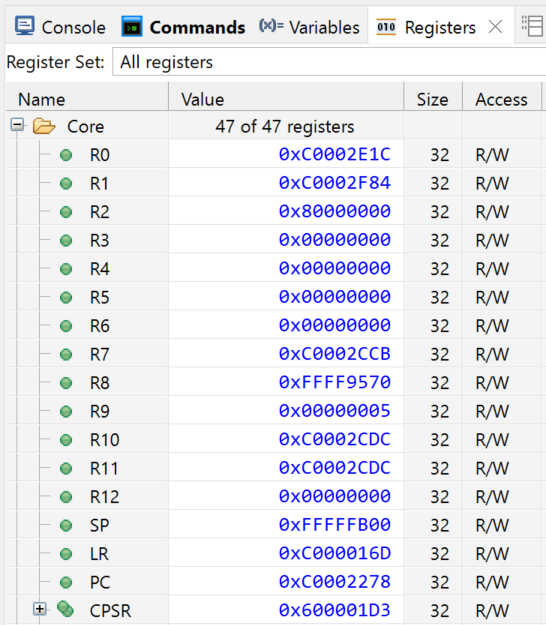 Console Commands (x)= Variables 010 Registers
Register Set: All registers
Name Value Size Access
Core 47 of 47 registers
R0 0xC0002E1C 32 R/W
R1 0xC0002F84 32 R/W
R2 0x80000000 32 R/W
R3 0x00000000 32 R/W
R4 0x00000000 32 R/W
R5 0x00000000 32 R/W
R6 0x00000000 32 R/W
R7 0xC0002CCB 32 R/W
R8 0xFFFF9570 32 R/W
R9 0x00000005 32 R/W
R10 0xC0002CDC 32 R/W
R11 0xC0002CDC 32 R/W
R12 0x00000000 32 R/W
SP 0xFFFFFB00 32 R/W
LR 0xC000016D 32 R/W
PC 0xC0002278 32 R/W
CPSR 0x600001D3 32 R/W